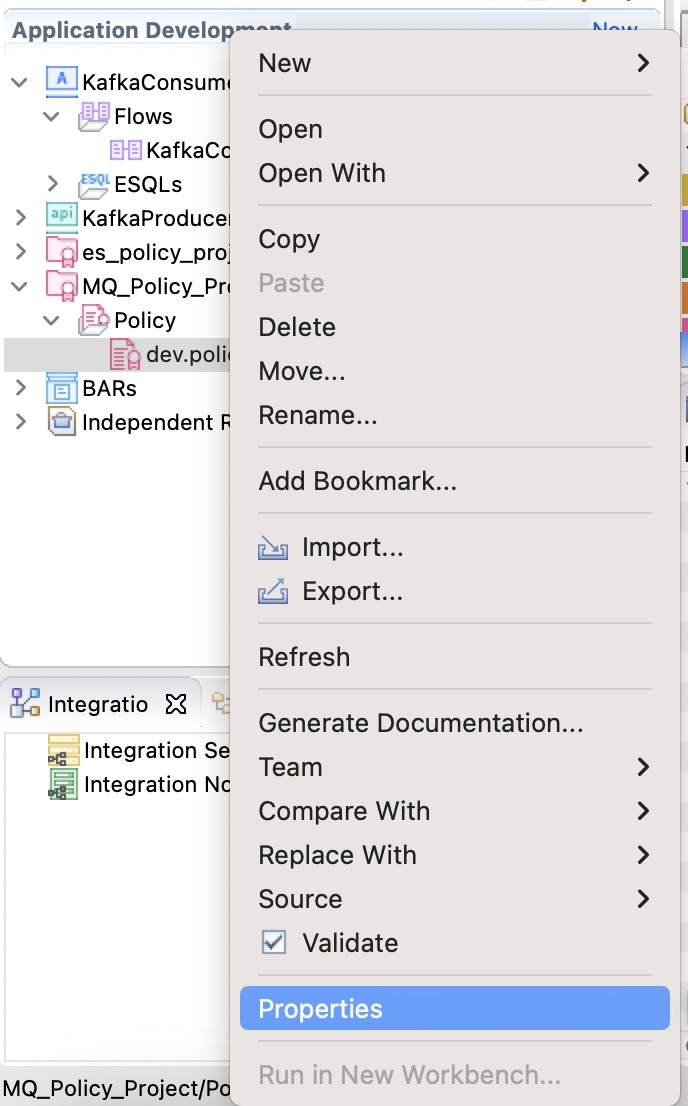 Application Development
New
KafkaConsume
Flows
KafkaCo
ESQL ESQLs
api KafkaProducer
es_policy_proj
MQ_Policy_Pro
Policy
dev.polic
BARs
Independent R
Integratio
Integration Se
Integration No
MQ_Policy_Project/Po
New
Open
Open With
Copy
Paste
Delete
Move...
Rename...
Add Bookmark...
Import...
Export...
Refresh
Generate Documentation...
Team
Compare With
Replace With
Source
Validate
Properties
Run in New Workbench...